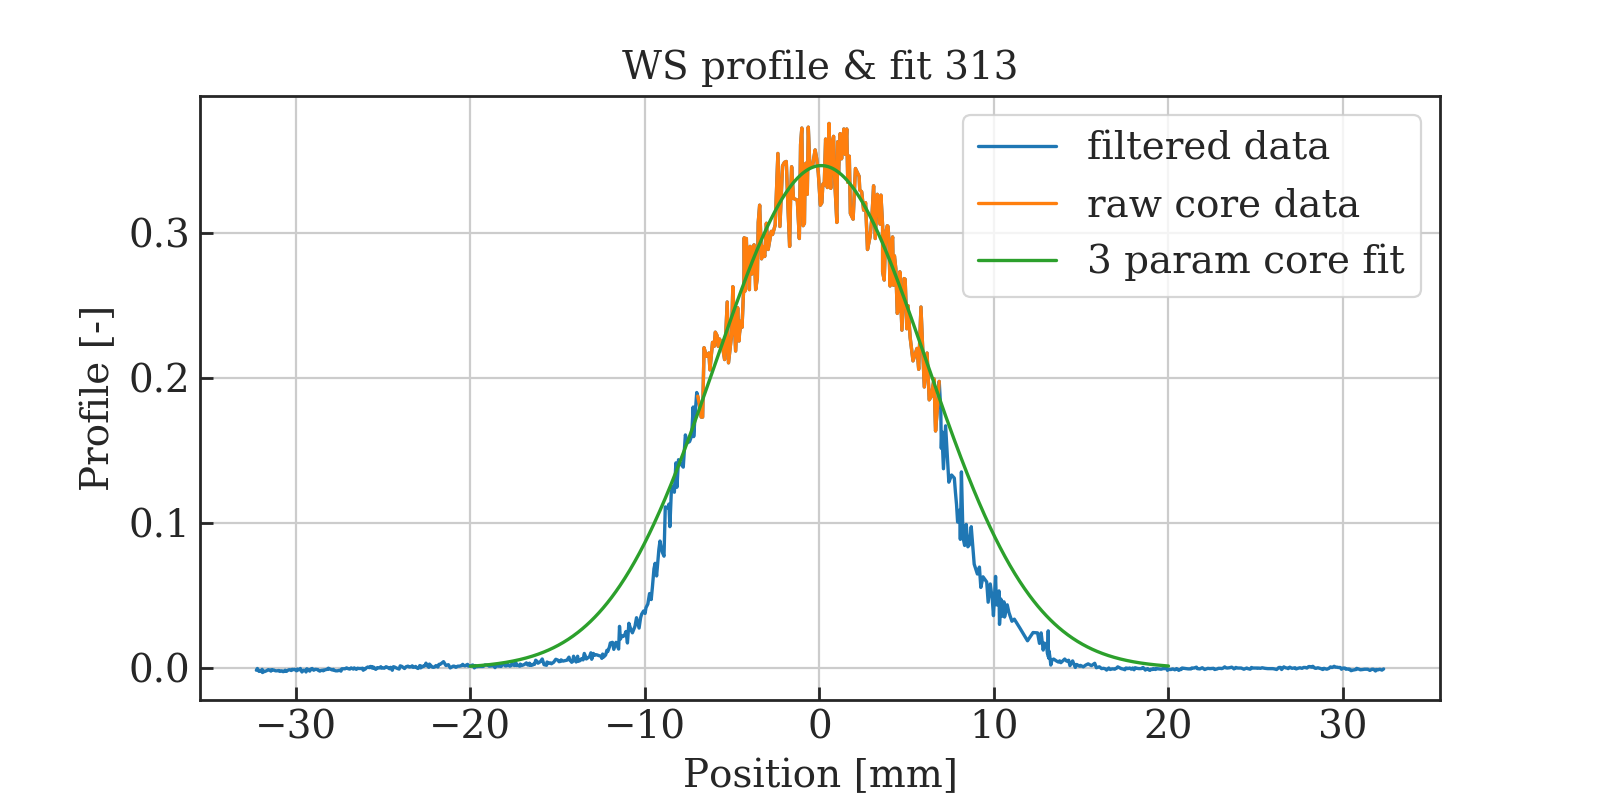 WS profile & fit 313
filtered data
raw core data
3 param core fit
Profile [-]
0.3
0.2
0.1
0.0
−30 −20 −10 0 10 20 30
Position [mm]